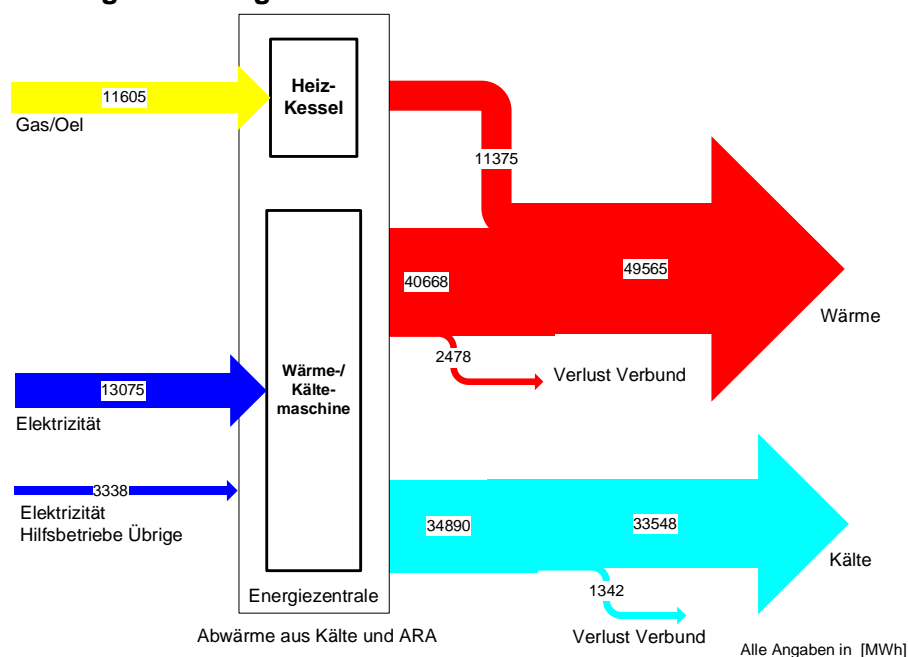 Heiz-
Kessel
11605
Gas/Oel
11375
40668
49565
Wärme
2478
Verlust Verbund
Wärme-/
Kälte-
maschine
13075
Elektrizität
3338
Elektrizität
Hilfsbetriebe Übrige
34890
33548
Kälte
1342
Verlust Verbund
Energiezentrale
Abwärme aus Kälte und ARA
Alle Angaben in [MWh]